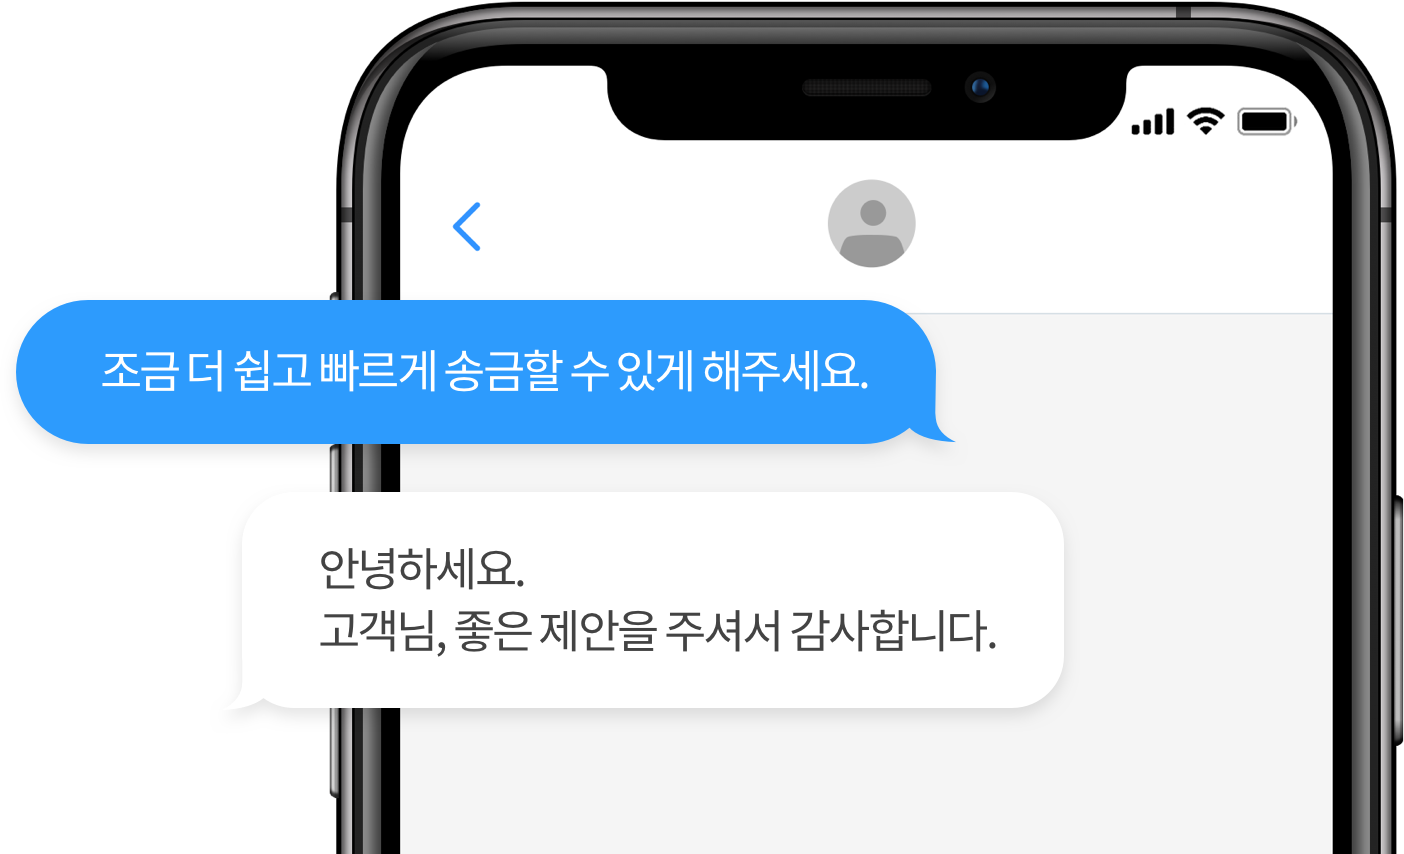 조금 더 쉽고 빠르게 송금할 수 있게 해주세요.
안녕하세요.
고객님, 좋은 제안을 주셔서 감사합니다.